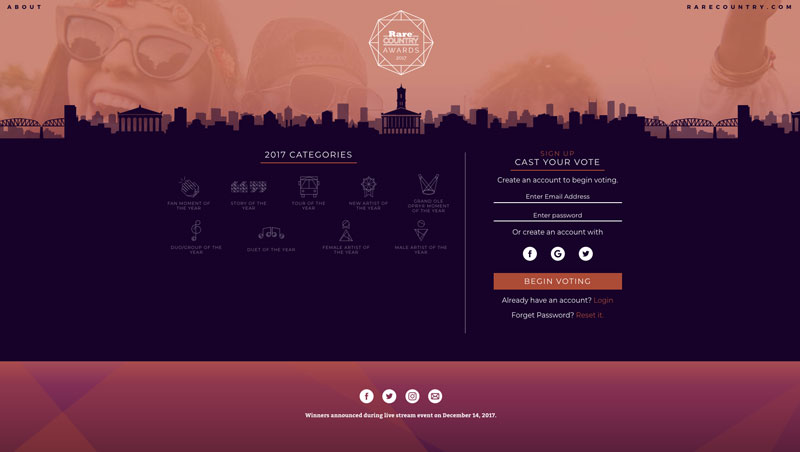 ABOUT
RARECOUNTRY.COM
Rare
COUNTRY
AWARDS
2017
2017 CATEGORIES
FAN MOMENT OF
THE YEAR
STORY OF THE
YEAR
TOUR OF THE
YEAR
NEW ARTIST OF
THE YEAR
GRAND OLE
OPRY® MOMENT
OF THE YEAR
DUO/GROUP OF THE
YEAR
DUET OF THE YEAR
FEMALE ARTIST OF
THE YEAR
MALE ARTIST OF THE
YEAR
SIGN UP
CAST YOUR VOTE
Create an account to begin voting.
Enter Email Address
Enter password
Or create an account with
BEGIN VOTING
Already have an account? Login
Forget Password? Reset it.
Winners announced during live stream event on December 14, 2017.